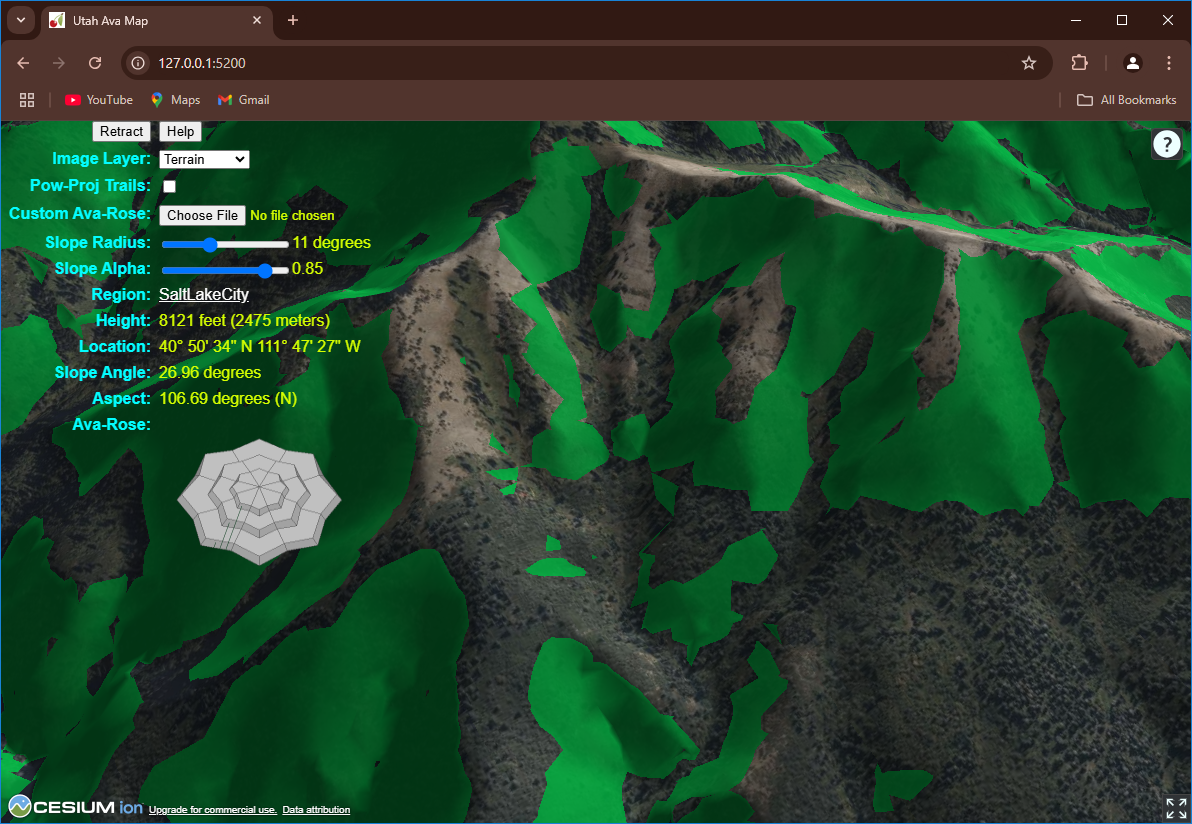 Utah Ava Map
127.0.0.1:5200
YouTube Maps Gmail All Bookmarks
Retract Help
?
Image Layer: Terrain
Pow-Proj Trails:
Custom Ava-Rose: Choose File No file chosen
Slope Radius: 11 degrees
Slope Alpha: 0.85
Region: SaltLakeCity
Height: 8121 feet (2475 meters)
Location: 40° 50' 34" N 111° 47' 27" W
Slope Angle: 26.96 degrees
Aspect: 106.69 degrees (N)
Ava-Rose:
CESIUM ion Upgrade for commercial use. Data attribution